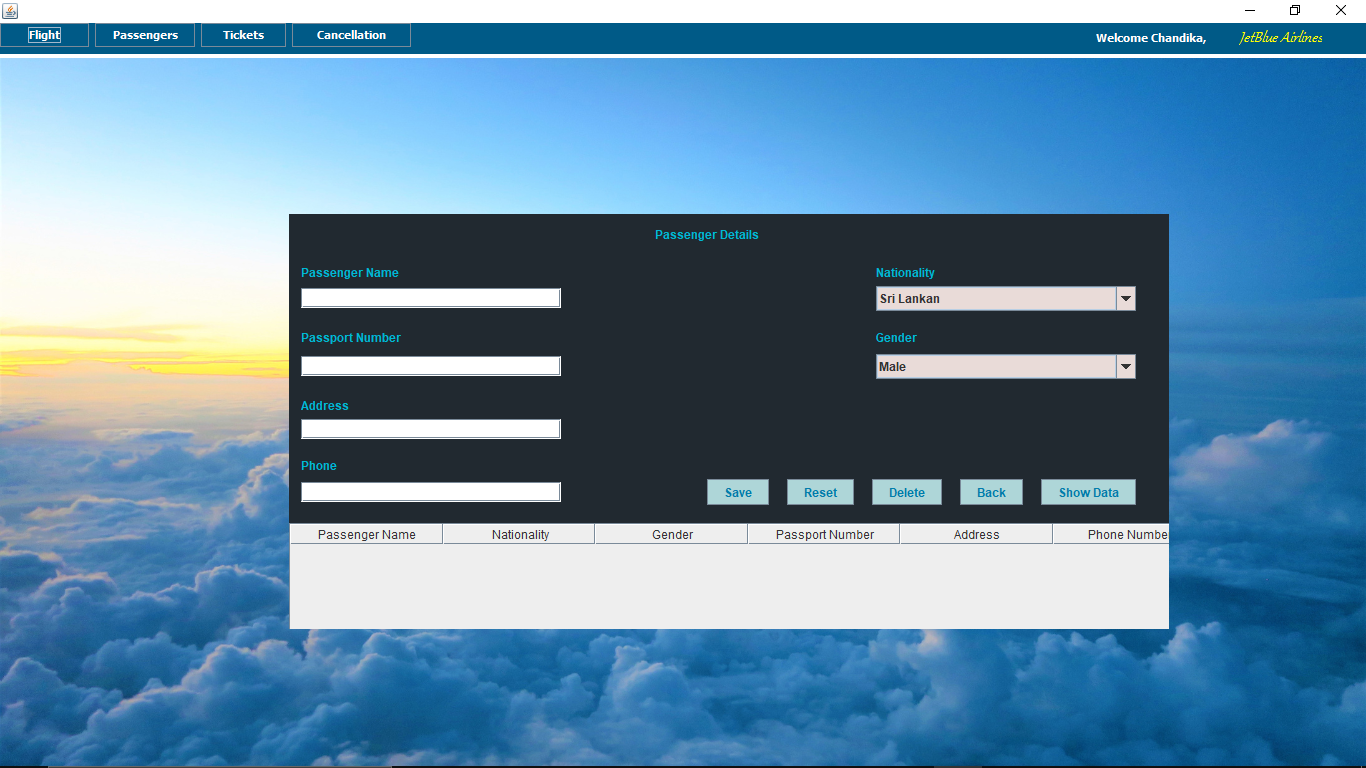 Flight Passengers Tickets Cancellation Welcome Chandika, JetBlue Airlines
Passenger Details
Passenger Name Nationality
Sri Lankan
Passport Number Gender
Male
Address
Phone
Save Reset Delete Back Show Data
Passenger Name Nationality Gender Passport Number Address Phone Numbe